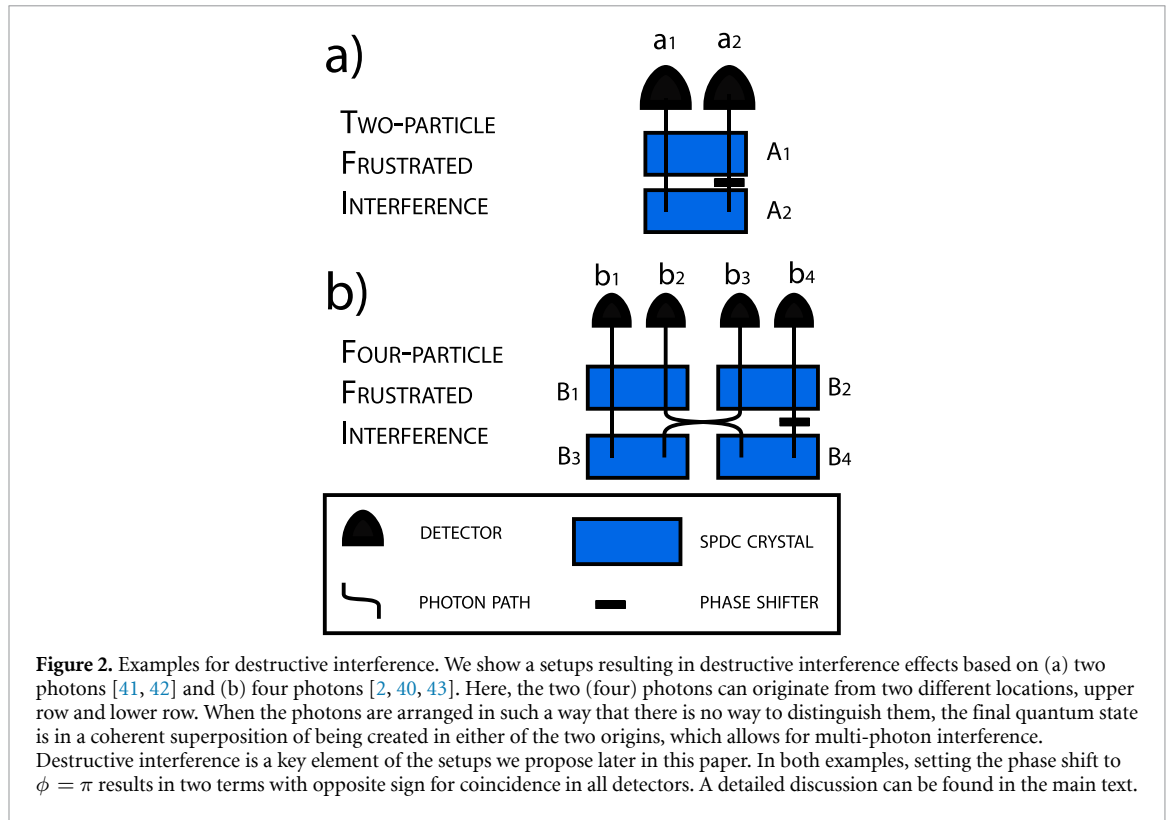 a)
a1 a2
TWO-PARTICLE
FRUSTRATED
INTERFERENCE
A1
A2
b)
b1 b2 b3 b4
FOUR-PARTICLE
FRUSTRATED
INTERFERENCE
B1 B2
B3 B4
DETECTOR
SPDC CRYSTAL
PHOTON PATH
PHASE SHIFTER
Figure 2. Examples for destructive interference. We show a setups resulting in destructive interference effects based on (a) two
photons [41, 42] and (b) four photons [2, 40, 43]. Here, the two (four) photons can originate from two different locations, upper
row and lower row. When the photons are arranged in such a way that there is no way to distinguish them, the final quantum state
is in a coherent superposition of being created in either of the two origins, which allows for multi-photon interference.
Destructive interference is a key element of the setups we propose later in this paper. In both examples, setting the phase shift to
ϕ = π results in two terms with opposite sign for coincidence in all detectors. A detailed discussion can be found in the main text.